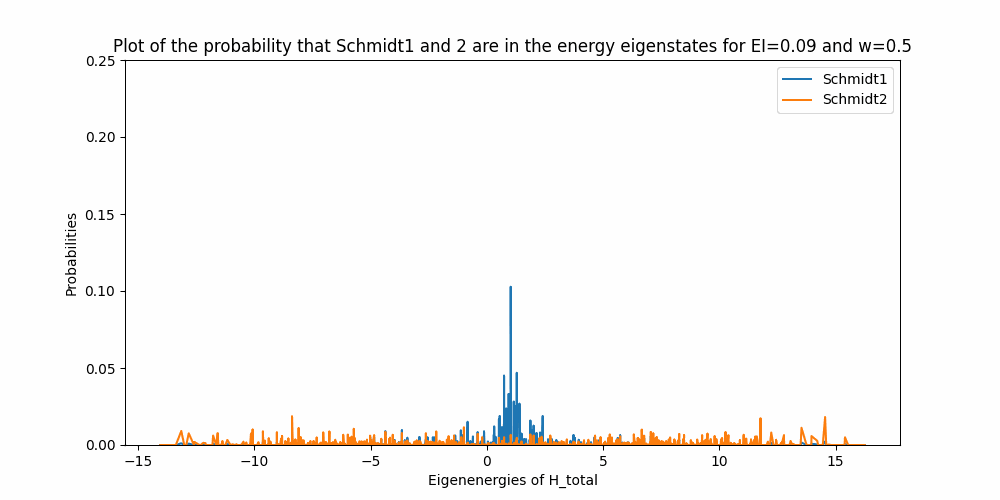 Plot of the probability that Schmidt1 and 2 are in the energy eigenstates for EI=0.09 and w=0.5
0.25
0.20
0.15
0.10
0.05
0.00
Probabilities
Schmidt1
Schmidt2
−15
−10
−5
0
5
10
15
Eigenenergies of H_total